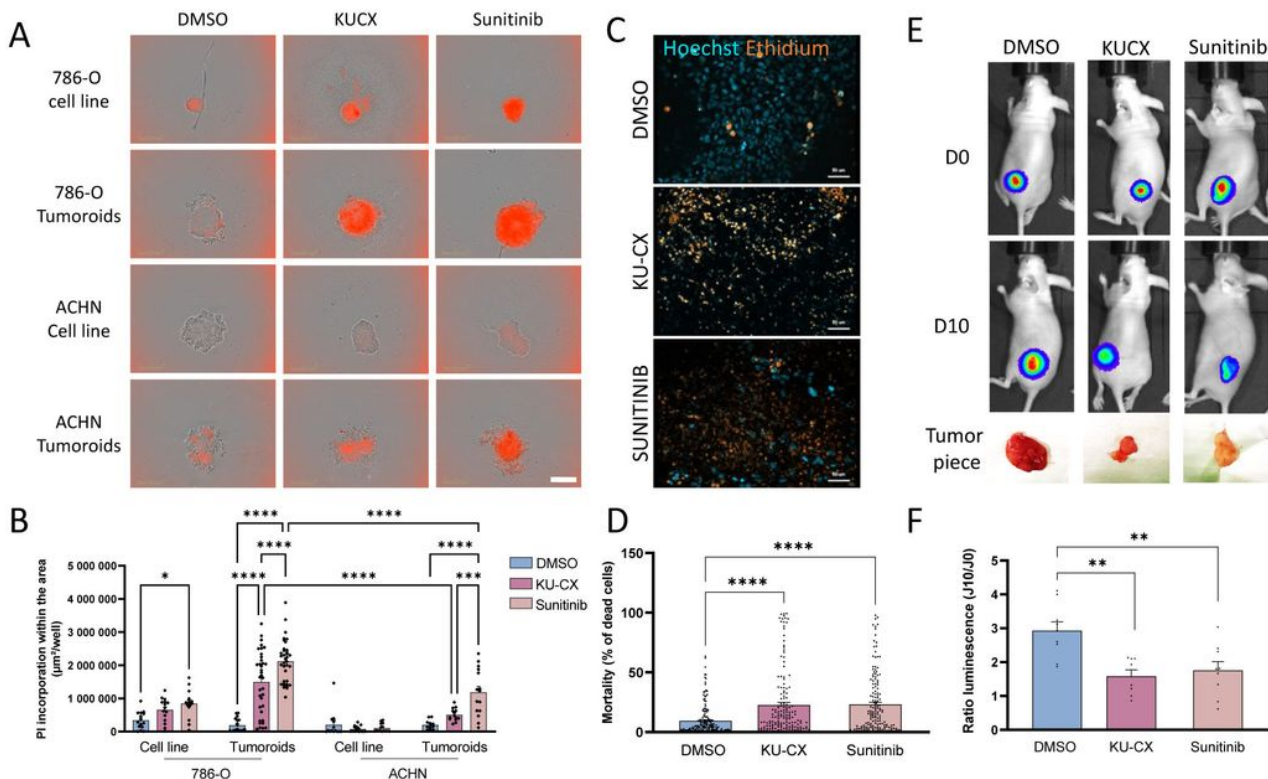 A
DMSO
KUCX
Sunitinib
786-O
cell line
786-O
Tumoroids
ACHN
Cell line
ACHN
Tumoroids
B
PI incorporation within the area
(µm²/well)
5 000 000
4 000 000
3 000 000
2 000 000
1 000 000
0
*
****
****
****
****
****
****
***
DMSO
KU-CX
Sunitinib
Cell line
Tumoroids
Cell line
Tumoroids
786-O
ACHN
C
Hoechst Ethidium
DMSO
KU-CX
SUNITINIB
D
Mortality (% of dead cells)
150
100
50
0
****
****
DMSO
KU-CX
Sunitinib
E
DMSO
KUCX
Sunitinib
D0
D10
Tumor
piece
F
Ratio luminescence (J10/J0)
5
4
3
2
1
0
**
**
DMSO
KU-CX
Sunitinib